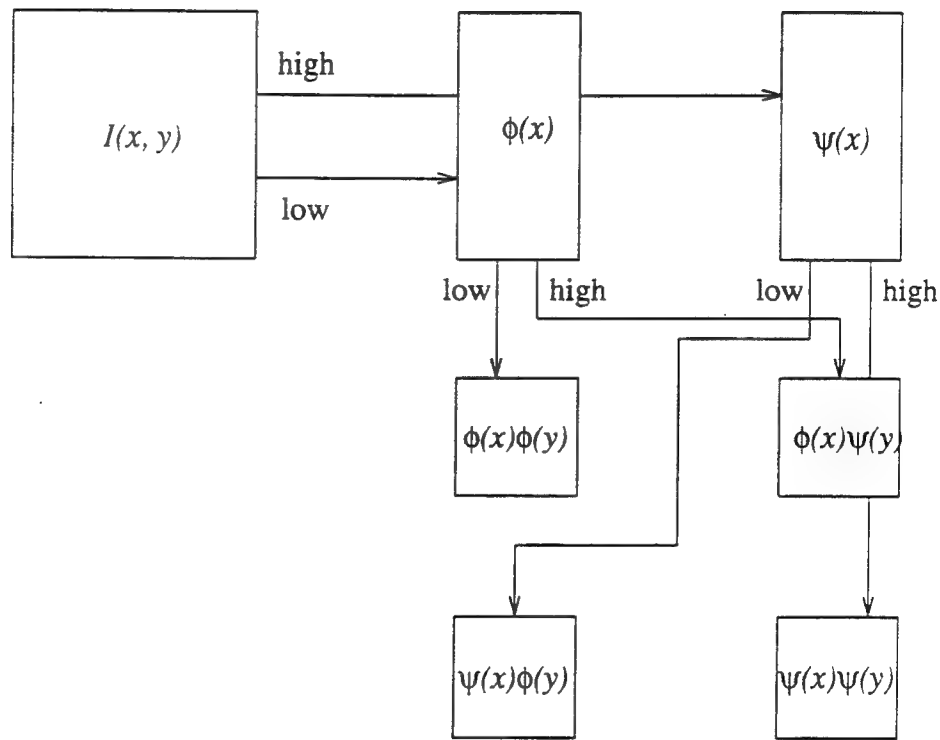 high
I(x, y)
ϕ(x)
ψ(x)
low
low
high
low
high
ϕ(x)ϕ(y)
ϕ(x)ψ(y)
ψ(x)ϕ(y)
ψ(x)ψ(y)